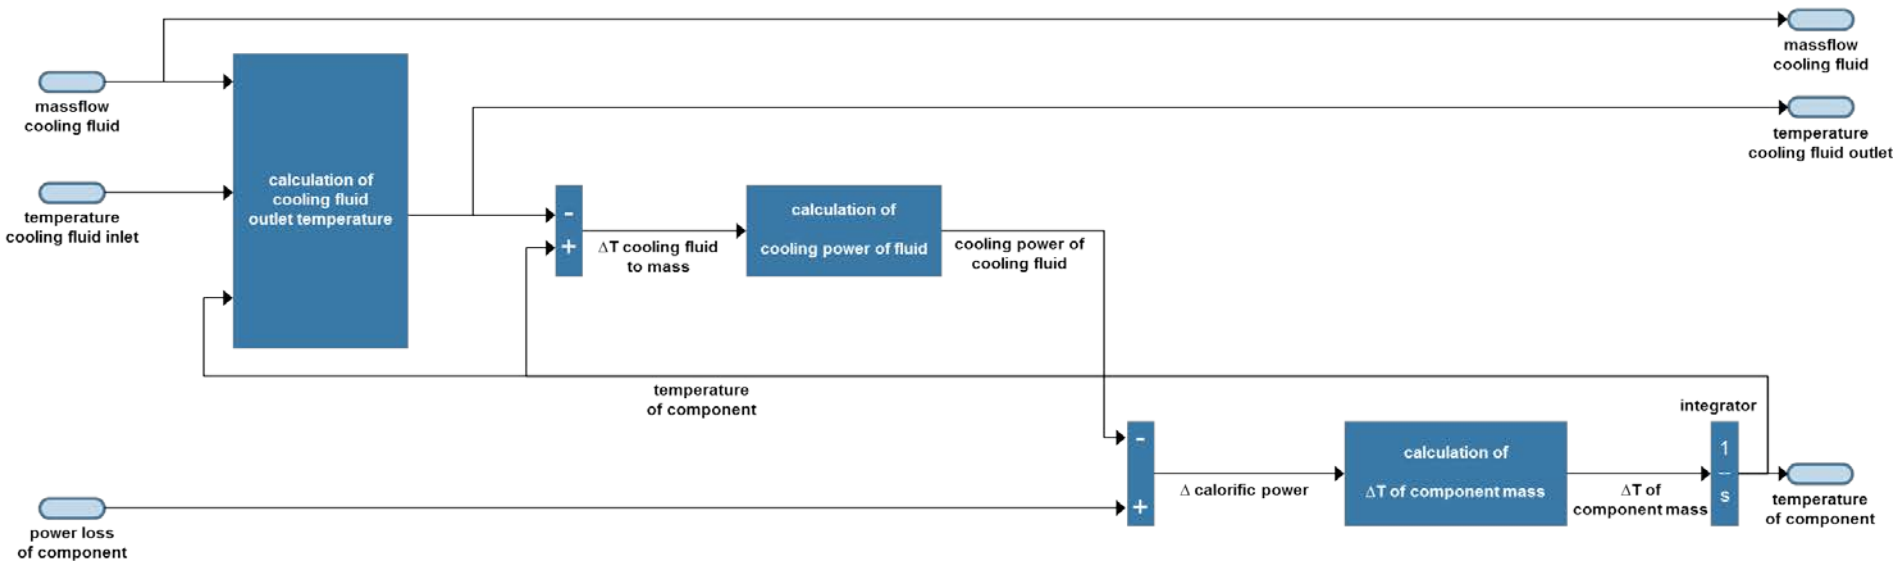 massflow
cooling fluid
massflow
cooling fluid
temperature
cooling fluid outlet
calculation of
cooling fluid
outlet temperature
temperature
cooling fluid inlet
-
+
ΔT cooling fluid
to mass
calculation of
cooling power of fluid
cooling power of
cooling fluid
temperature
of component
integrator
-
+
Δ calorific power
calculation of
ΔT of component mass
ΔT of
component mass
1
s
temperature
of component
power loss
of component